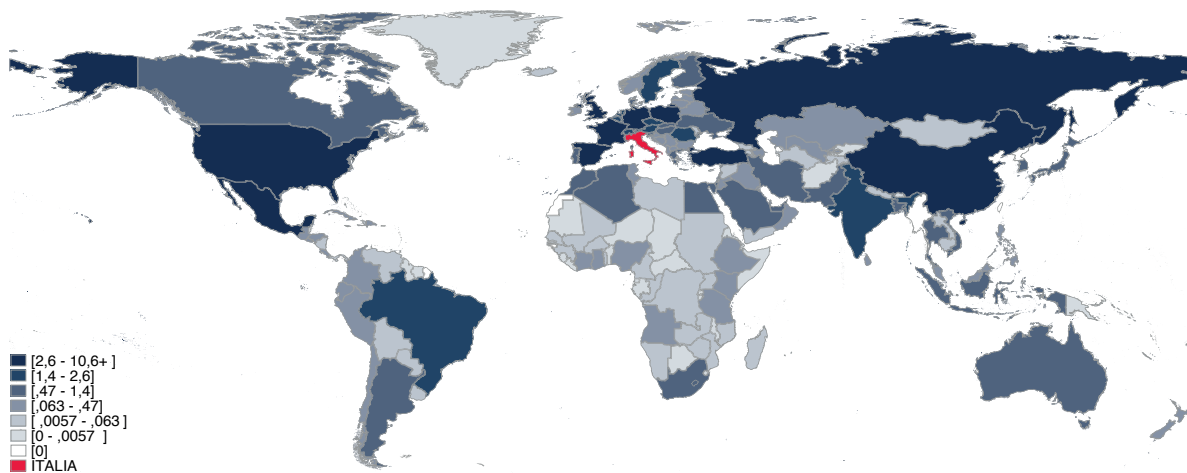 [2,6 - 10,6+ ]
[1,4 - 2,6]
[,47 - 1,4]
[,063 - ,47]
[ ,0057 - ,063 ]
[0 - ,0057  ]
[0]
ITALIA